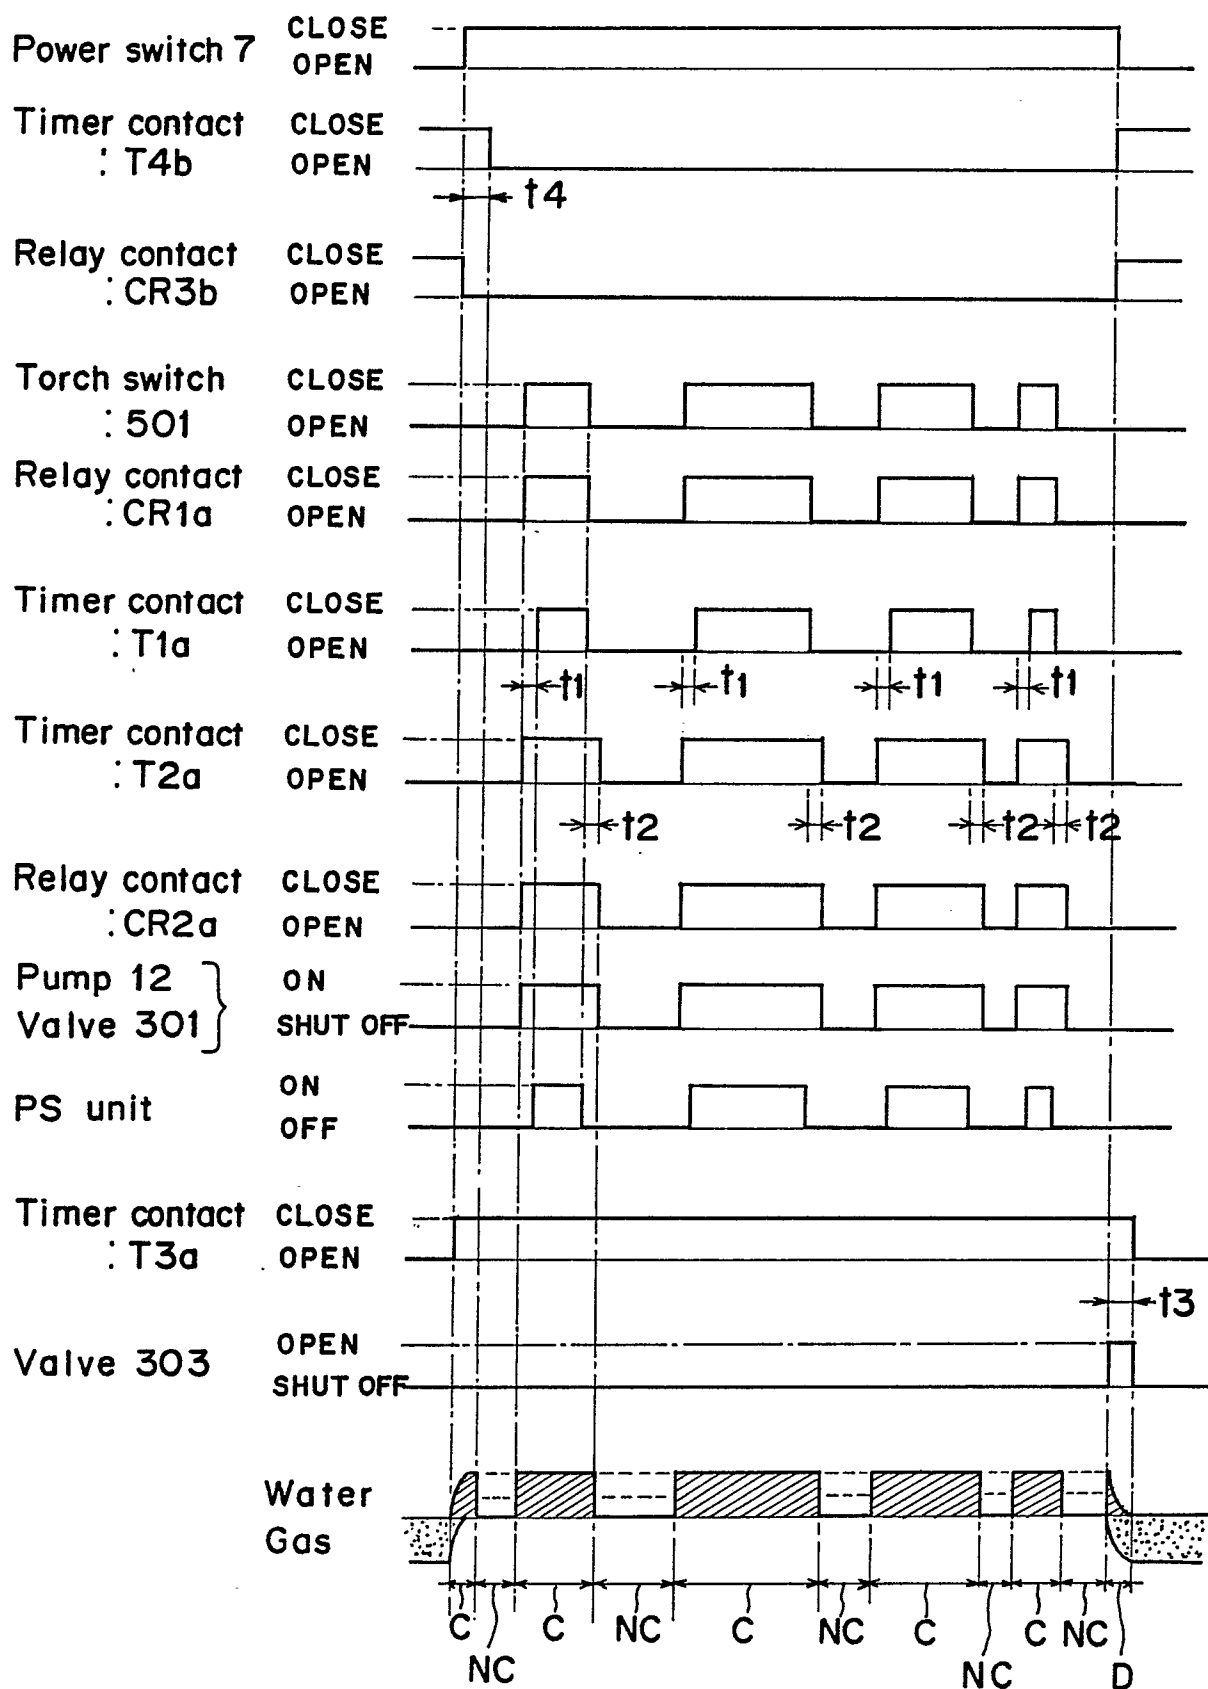 Power switch 7 CLOSE
OPEN
Timer contact CLOSE
: T4b OPEN
t4
Relay contact CLOSE
: CR3b OPEN
Torch switch CLOSE
: 501 OPEN
Relay contact CLOSE
: CR1a OPEN
Timer contact CLOSE
: T1a OPEN
t1 t1 t1 t1
Timer contact CLOSE
: T2a OPEN
t2 t2 t2 t2
Relay contact CLOSE
: CR2a OPEN
Pump 12 ON
Valve 301 SHUT OFF
PS unit ON
OFF
Timer contact CLOSE
: T3a OPEN
t3
Valve 303 OPEN
SHUT OFF
Water
Gas
C NC C NC C NC C NC C NC D